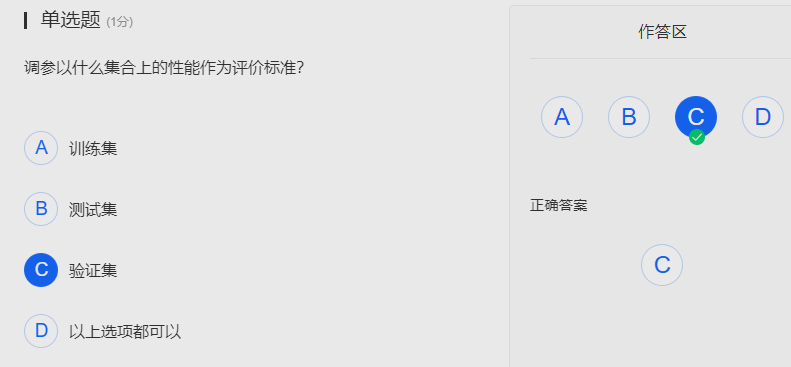 单选题 (1分)
调参以什么集合上的性能作为评价标准?
A 训练集
B 测试集
C 验证集
D 以上选项都可以
作答区
A B C D
正确答案
C